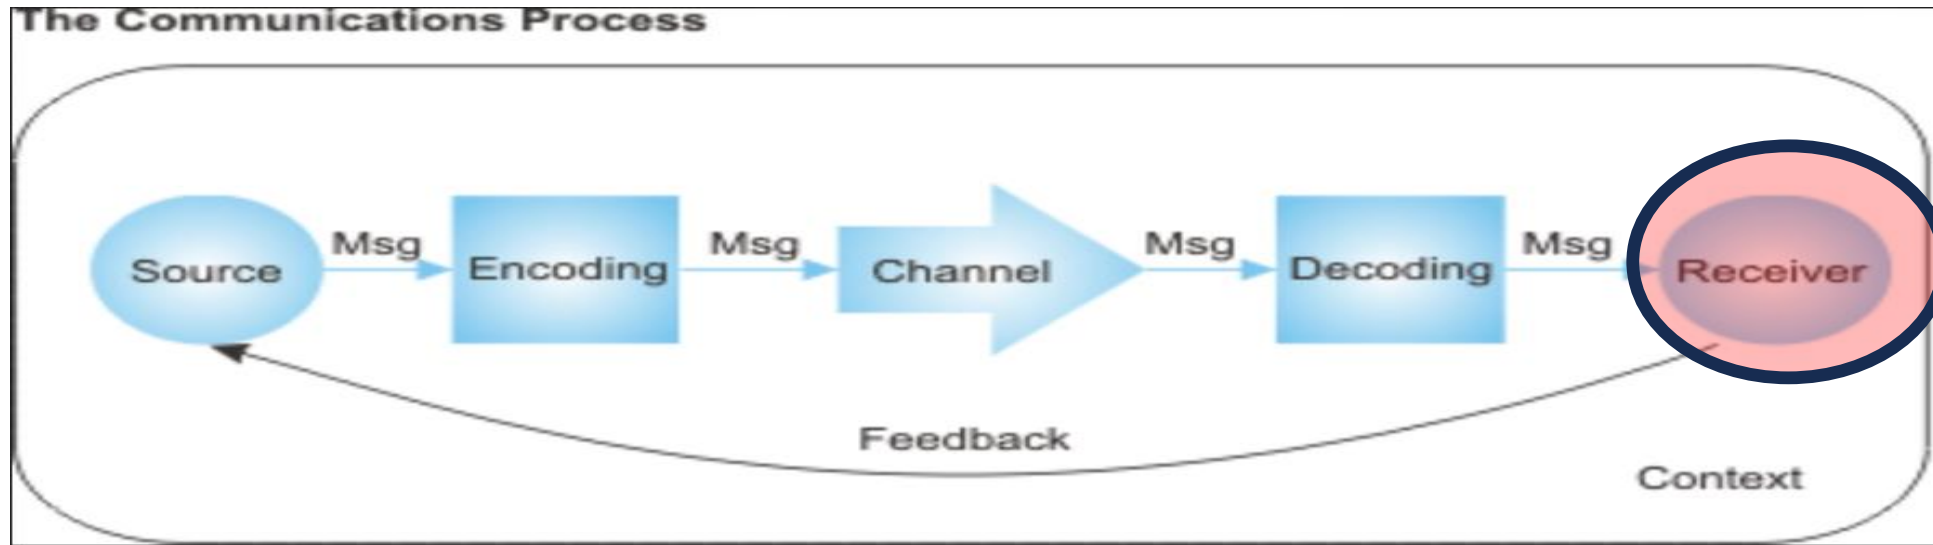 The Communications Process
Msg Msg Msg Msg
Source Encoding Channel Decoding Receiver
Feedback
Context